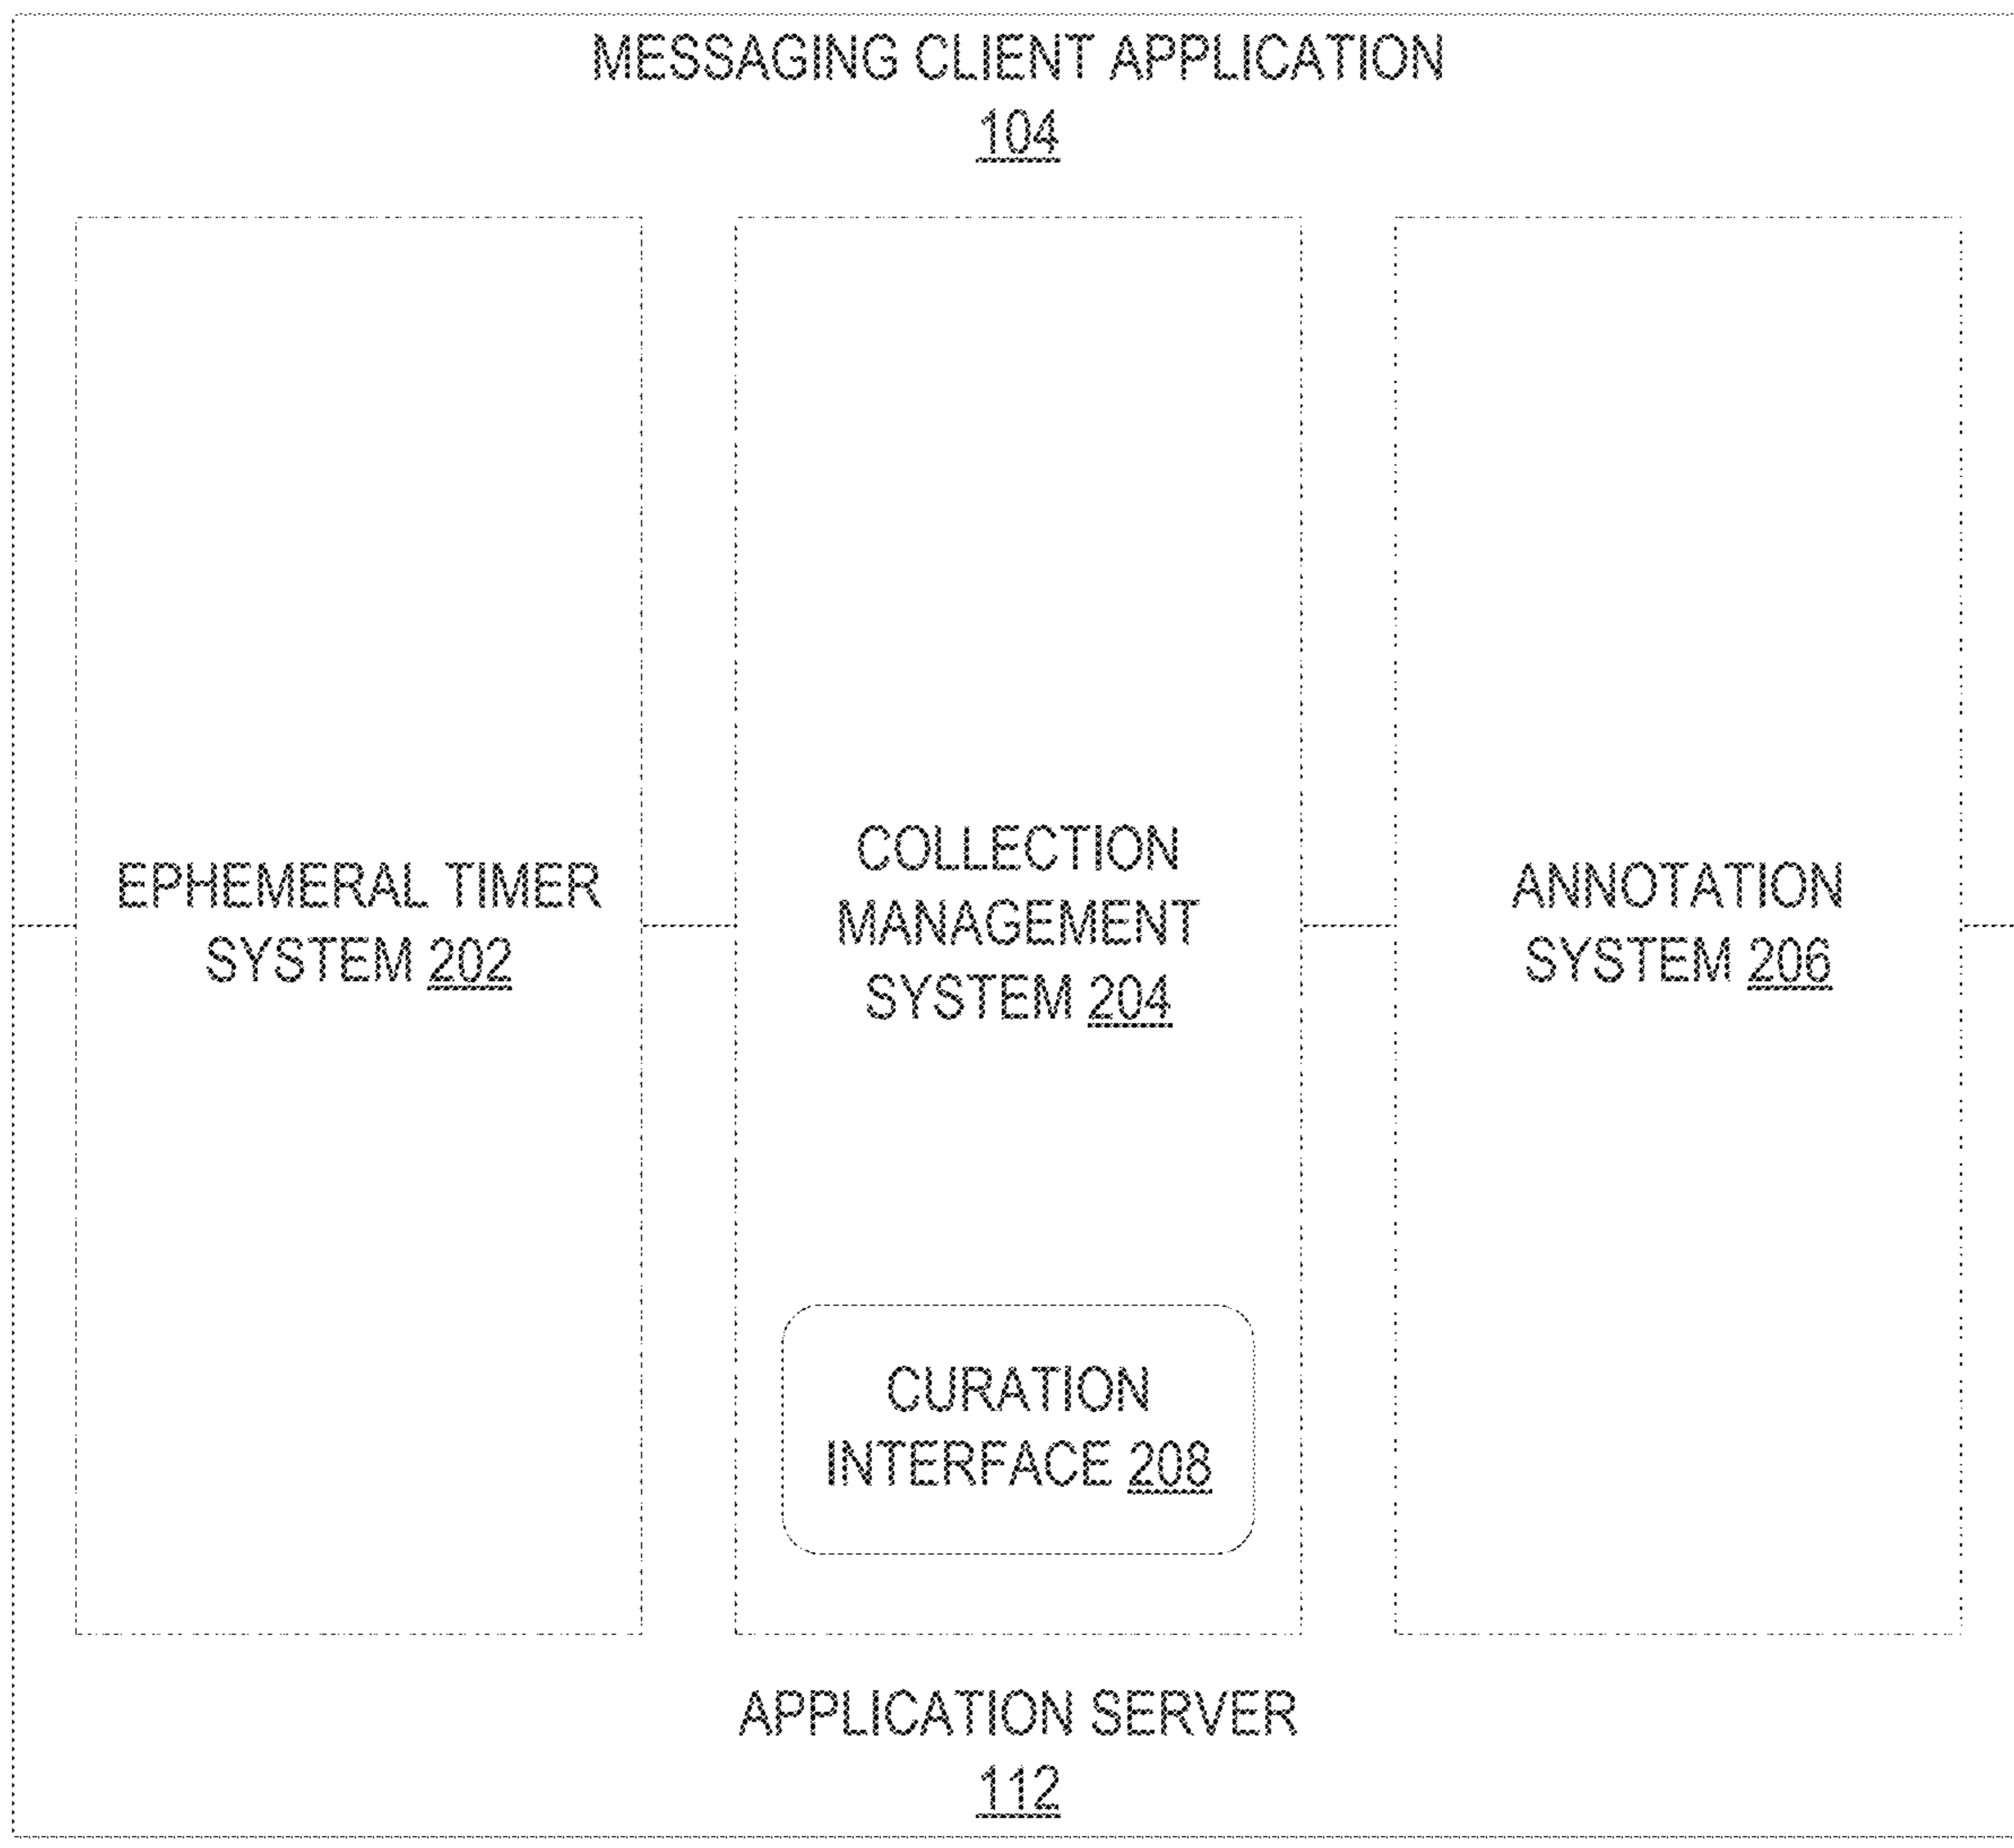 MESSAGING CLIENT APPLICATION
104
EPHEMERAL TIMER
SYSTEM 202
COLLECTION
MANAGEMENT
SYSTEM 204
ANNOTATION
SYSTEM 206
CURATION
INTERFACE 208
APPLICATION SERVER
112